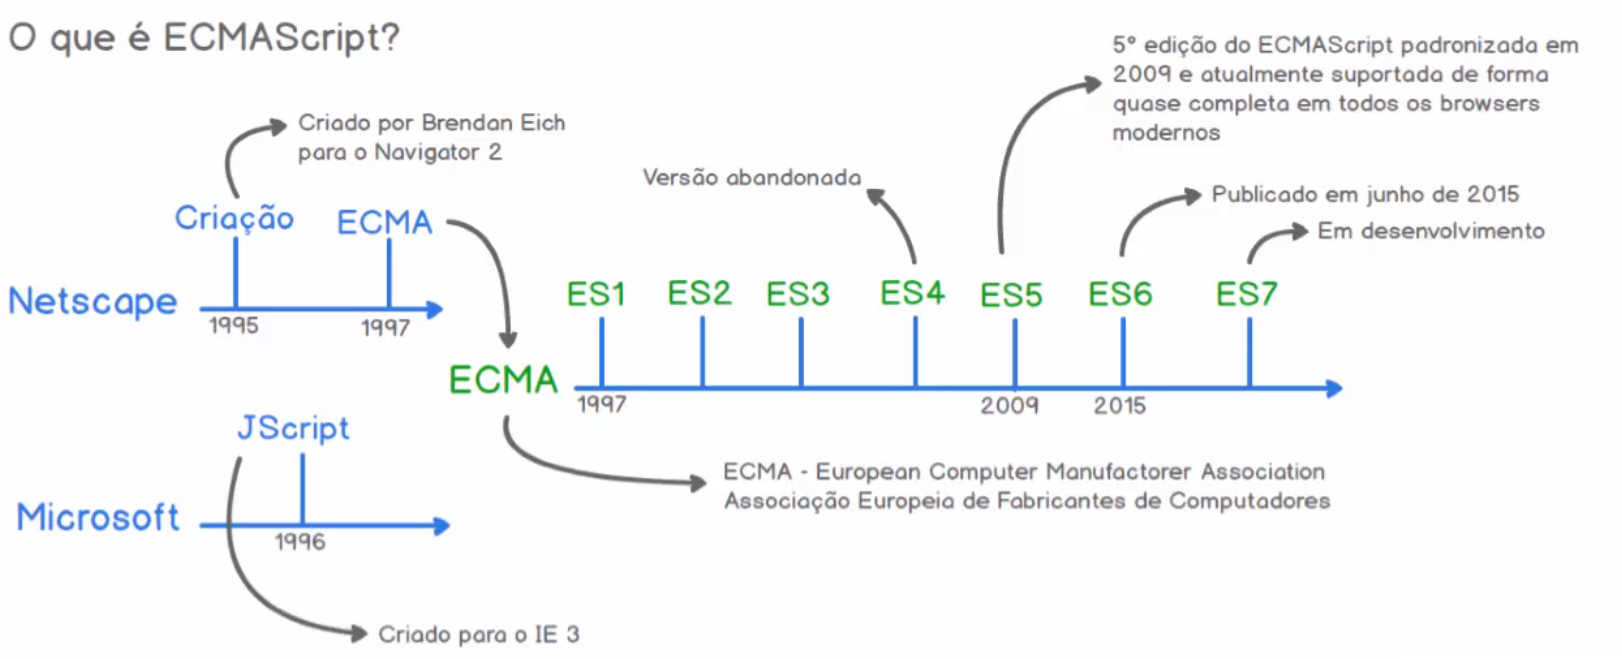 O que é ECMAScript?
5° edição do ECMAScript padronizada em
2009 e atualmente suportada de forma
quase completa em todos os browsers
modernos
Criado por Brendan Eich
para o Navigator 2
Versão abandonada
Publicado em junho de 2015
Em desenvolvimento
Criação
ECMA
Netscape
1995
1997
ES1
ES2
ES3
ES4
ES5
ES6
ES7
ECMA
1997
2009
2015
JScript
Microsoft
1996
ECMA - European Computer Manufactorer Association
Associação Europeia de Fabricantes de Computadores
Criado para o IE 3